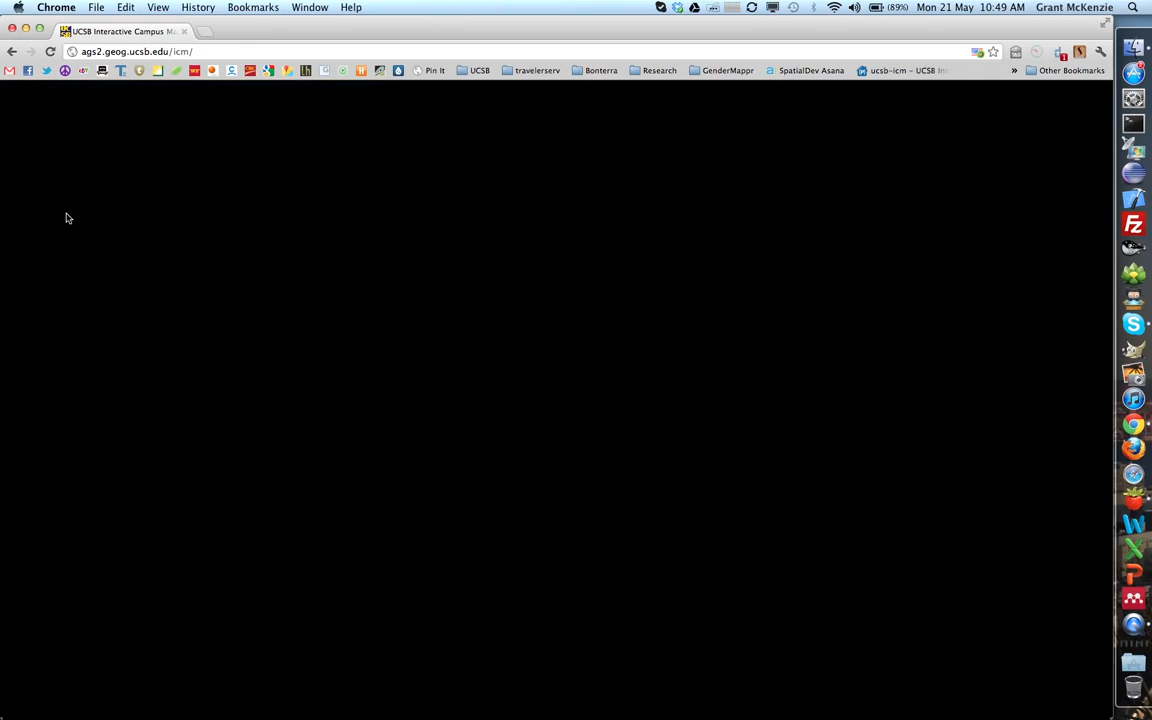 Chrome File Edit View History Bookmarks Window Help (89%) Mon 21 May 10:49 AM Grant McKenzie
UCSB Interactive Campus Ma
ags2.geog.ucsb.edu/icm/
Pin It UCSB travelerserv Bonterra Research GenderMappr SpatialDev Asana ucsb-icm - UCSB Int » Other Bookmarks